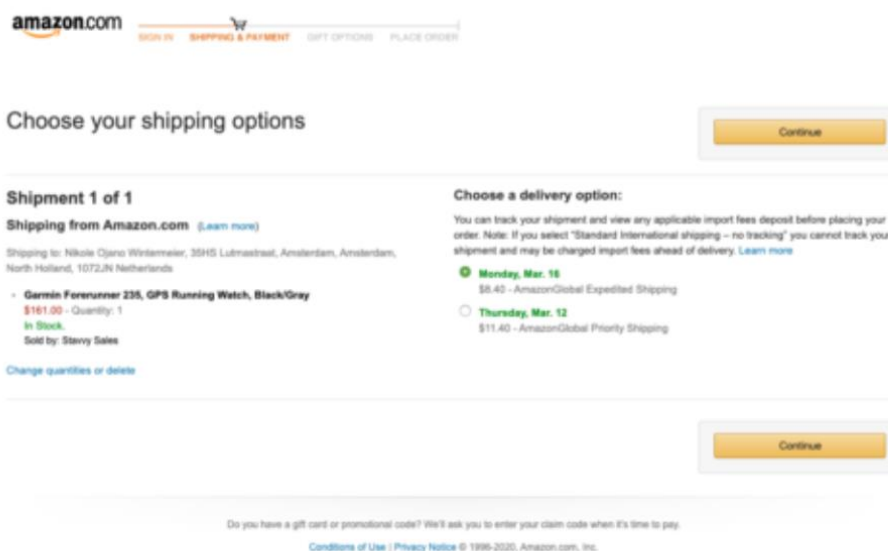 amazon.com
SIGN IN SHIPPING & PAYMENT GIFT OPTIONS PLACE ORDER
Choose your shipping options
Continue
Shipment 1 of 1
Shipping from Amazon.com (Learn more)
Shipping to: Nikole Ojano Wintermeier, 35HS Lutmastraat, Amsterdam, Amsterdam,
North Holland, 1072JN Netherlands
Garmin Forerunner 235, GPS Running Watch, Black/Gray
$161.00 - Quantity: 1
In Stock.
Sold by: Stavvy Sales
Change quantities or delete
Choose a delivery option:
You can track your shipment and view any applicable import fees deposit before placing your
order. Note: If you select "Standard International shipping – no tracking" you cannot track your
shipment and may be charged import fees ahead of delivery. Learn more
Monday, Mar. 16
$8.40 - AmazonGlobal Expedited Shipping
Thursday, Mar. 12
$11.40 - AmazonGlobal Priority Shipping
Continue
Do you have a gift card or promotional code? We'll ask you to enter your claim code when it's time to pay.
Conditions of Use | Privacy Notice © 1996-2020, Amazon.com, Inc.